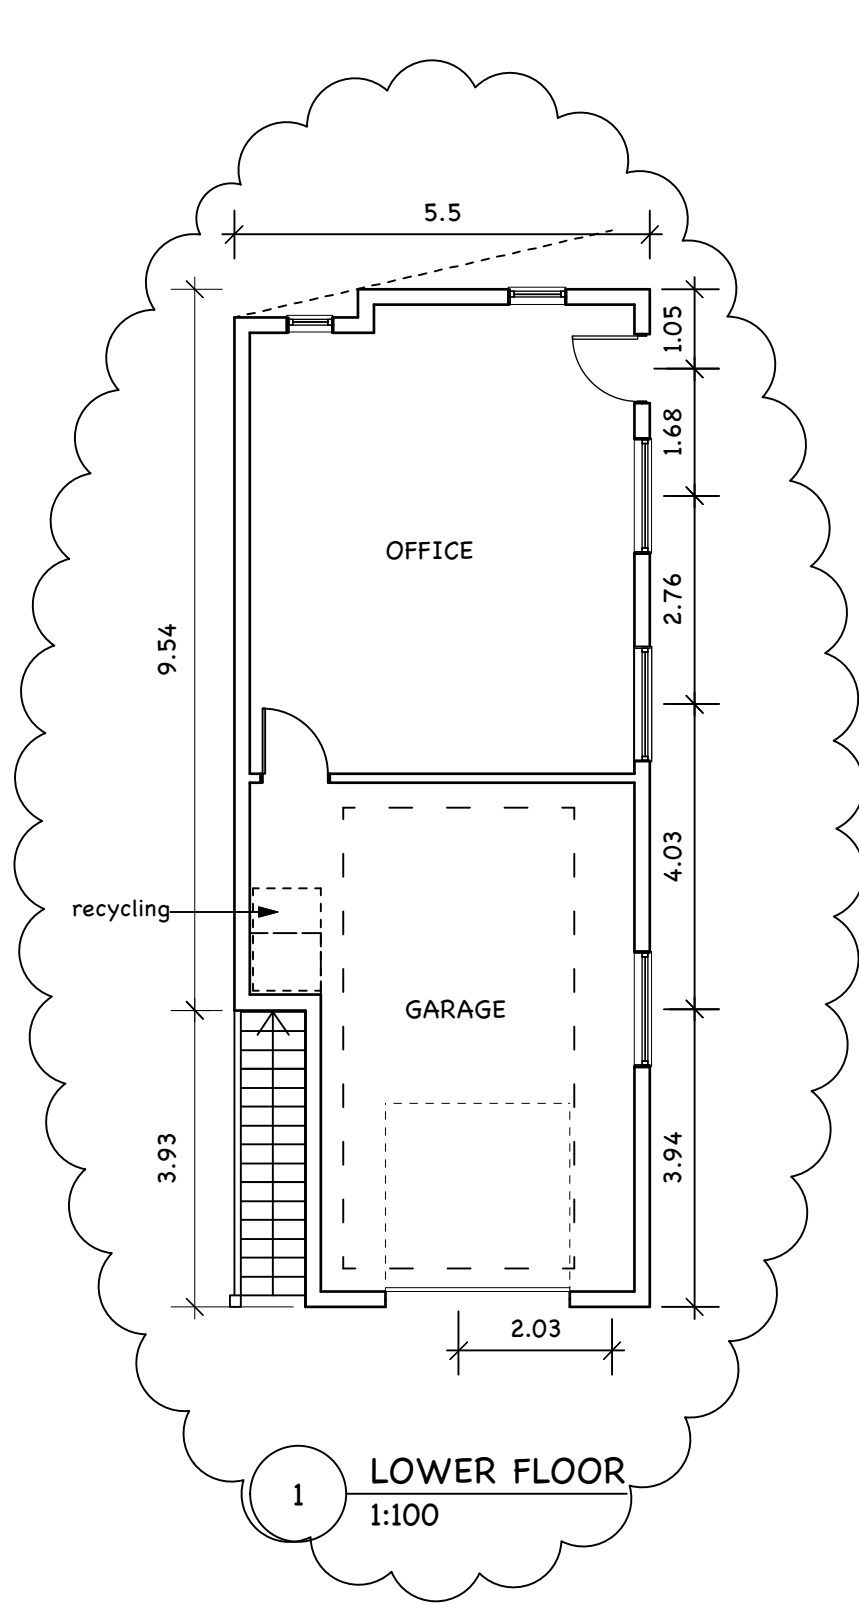 5.5
1.05
1.68
OFFICE
2.76
9.54
4.03
recycling
GARAGE
3.93
3.94
2.03
LOWER FLOOR
1
1:100